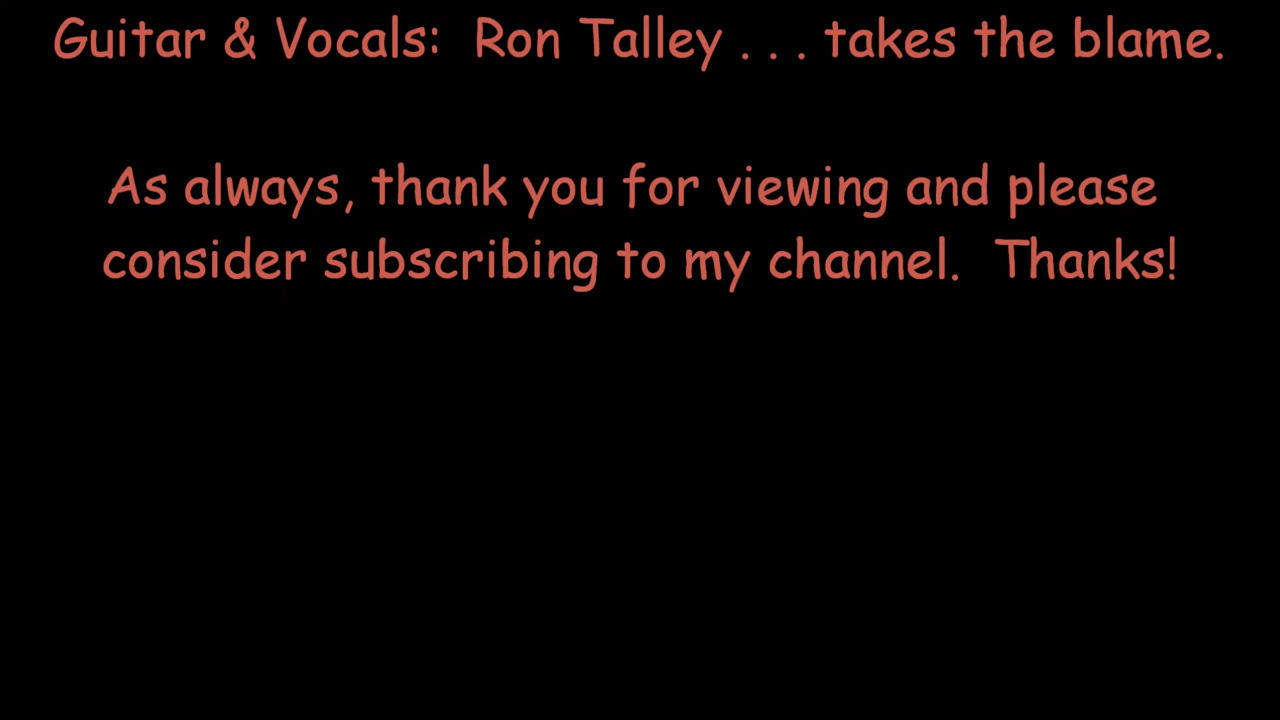 Guitar & Vocals:  Ron Talley . . . takes the blame.
As always, thank you for viewing and please
consider subscribing to my channel.  Thanks!